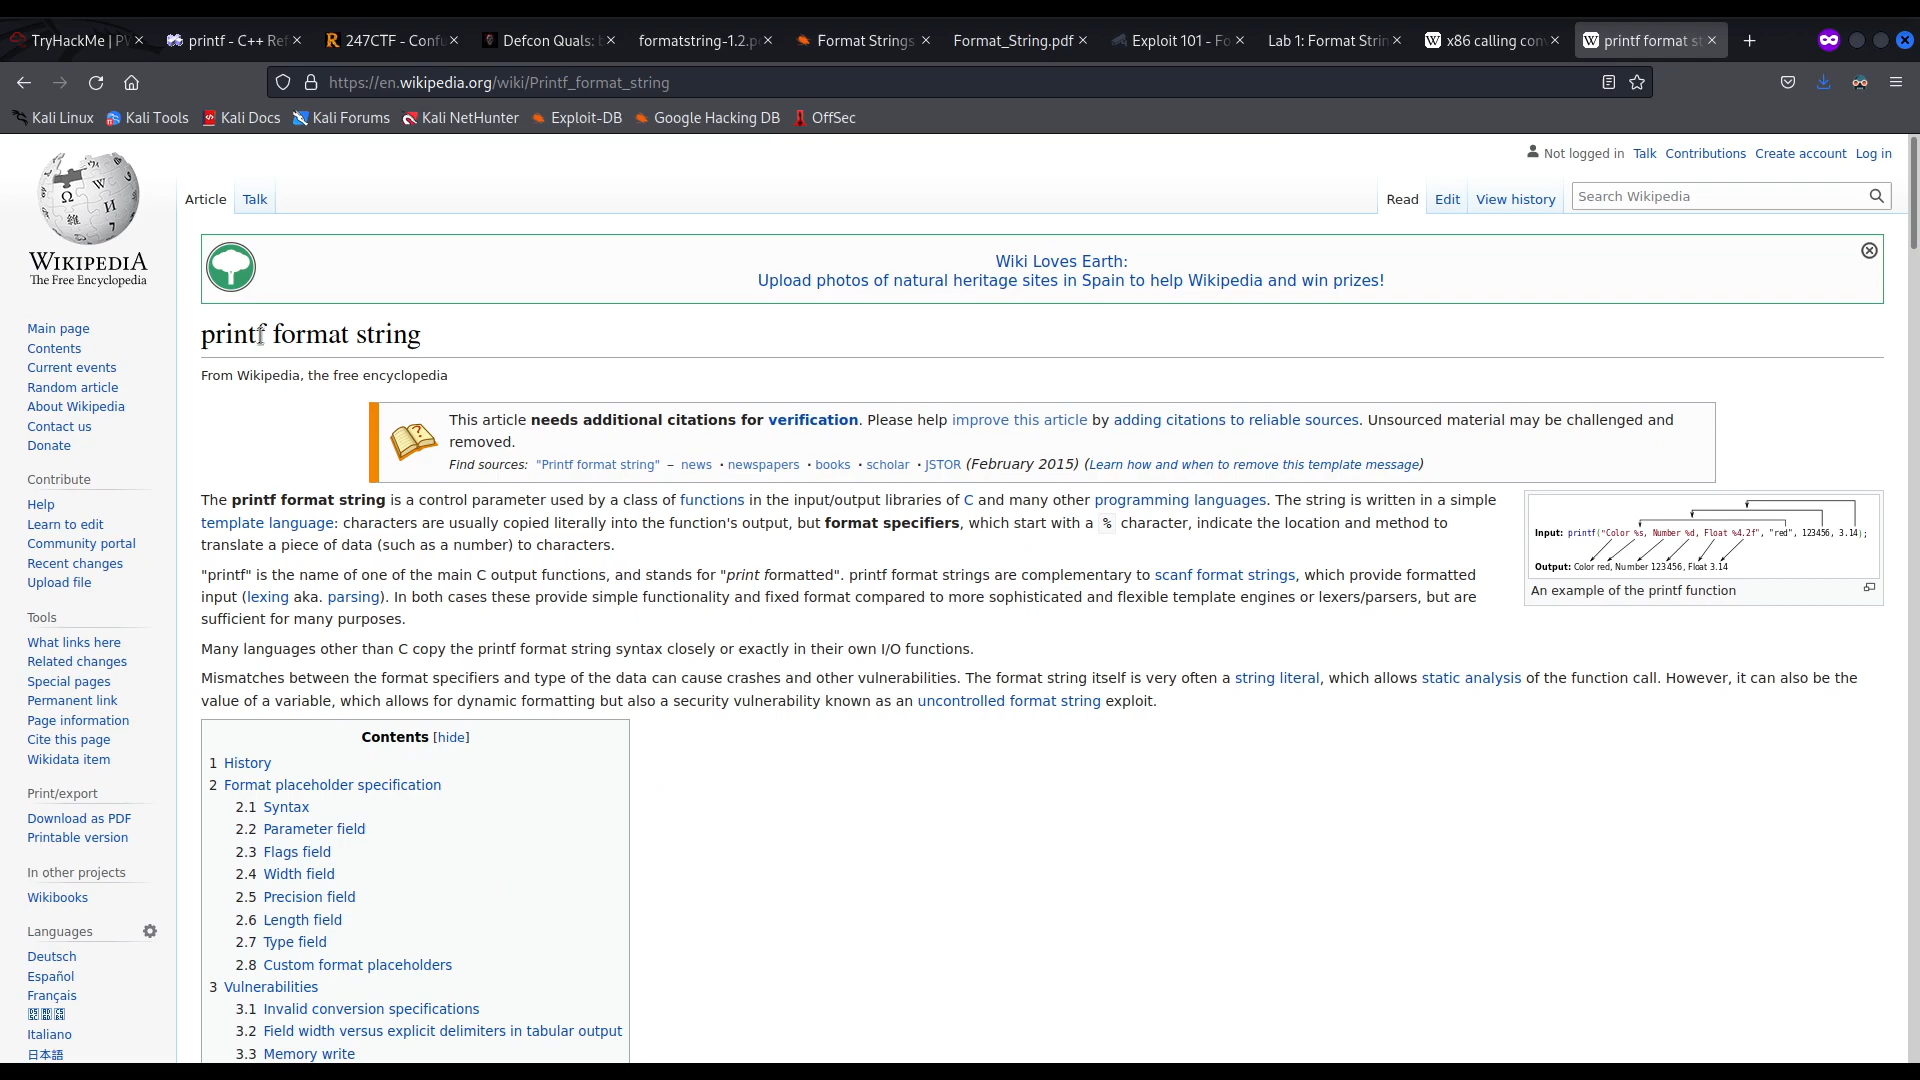 TryHackMe | PW
printf - C++ Ref
247CTF - Confu
Defcon Quals: b
formatstring-1.2.p
Format Strings
Format_String.pdf
Exploit 101 - Fo
Lab 1: Format Strin
x86 calling conv
printf format st
https://en.wikipedia.org/wiki/Printf_format_string
Kali Linux Kali Tools Kali Docs Kali Forums Kali NetHunter Exploit-DB Google Hacking DB OffSec
Not logged in Talk Contributions Create account Log in
WIKIPEDIA
The Free Encyclopedia
Main page
Contents
Current events
Random article
About Wikipedia
Contact us
Donate
Contribute
Help
Learn to edit
Community portal
Recent changes
Upload file
Tools
What links here
Related changes
Special pages
Permanent link
Page information
Cite this page
Wikidata item
Print/export
Download as PDF
Printable version
In other projects
Wikibooks
Languages
Deutsch
Español
Français
Italiano
日本語
Article Talk
Read Edit View history Search Wikipedia
Wiki Loves Earth:
Upload photos of natural heritage sites in Spain to help Wikipedia and win prizes!
printf format string
From Wikipedia, the free encyclopedia
This article needs additional citations for verification. Please help improve this article by adding citations to reliable sources. Unsourced material may be challenged and
removed.
Find sources: "Printf format string" – news · newspapers · books · scholar · JSTOR (February 2015) (Learn how and when to remove this template message)
The printf format string is a control parameter used by a class of functions in the input/output libraries of C and many other programming languages. The string is written in a simple
template language: characters are usually copied literally into the function's output, but format specifiers, which start with a % character, indicate the location and method to
translate a piece of data (such as a number) to characters.
Input: printf("Color %s, Number %d, Float %4.2f", "red", 123456, 3.14);
Output: Color red, Number 123456, Float 3.14
An example of the printf function
"printf" is the name of one of the main C output functions, and stands for "print formatted". printf format strings are complementary to scanf format strings, which provide formatted
input (lexing aka. parsing). In both cases these provide simple functionality and fixed format compared to more sophisticated and flexible template engines or lexers/parsers, but are
sufficient for many purposes.
Many languages other than C copy the printf format string syntax closely or exactly in their own I/O functions.
Mismatches between the format specifiers and type of the data can cause crashes and other vulnerabilities. The format string itself is very often a string literal, which allows static analysis of the function call. However, it can also be the
value of a variable, which allows for dynamic formatting but also a security vulnerability known as an uncontrolled format string exploit.
Contents [hide]
1 History
2 Format placeholder specification
2.1 Syntax
2.2 Parameter field
2.3 Flags field
2.4 Width field
2.5 Precision field
2.6 Length field
2.7 Type field
2.8 Custom format placeholders
3 Vulnerabilities
3.1 Invalid conversion specifications
3.2 Field width versus explicit delimiters in tabular output
3.3 Memory write